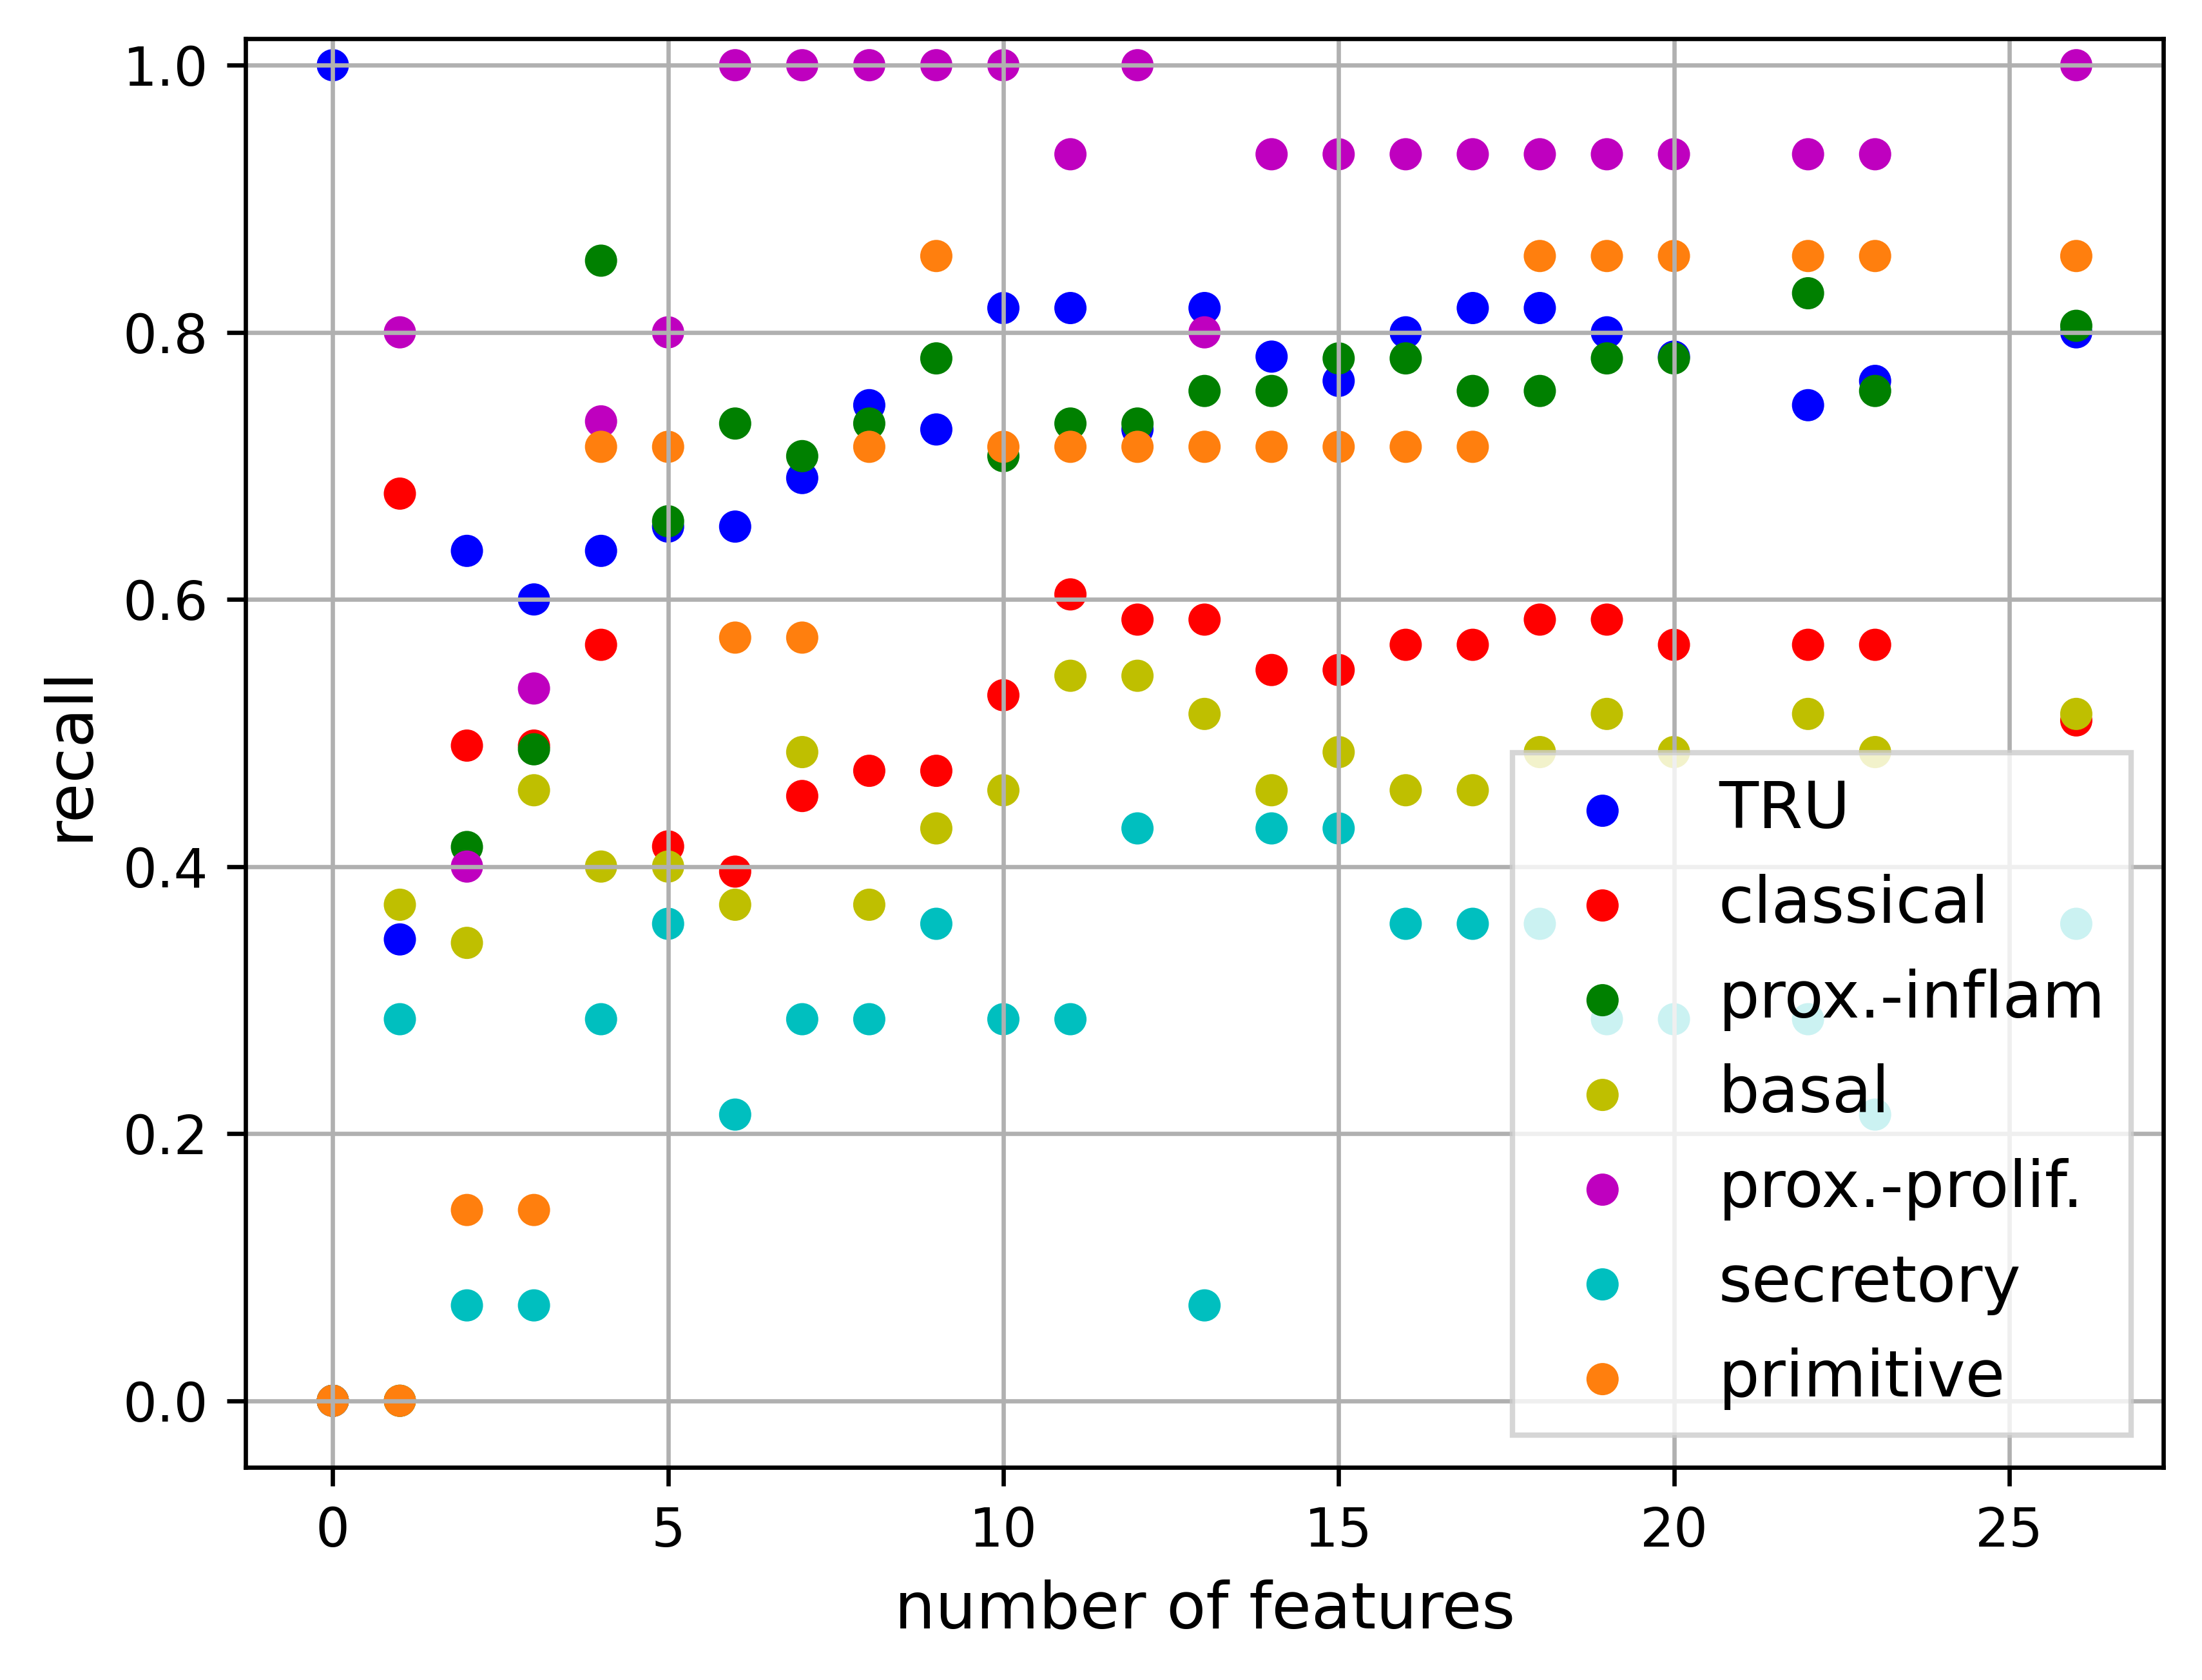 1.0
0.8
0.6
0.4
0.2
0.0
recall
0
5
10
15
20
25
number of features
TRU
classical
prox.-inflam
basal
prox.-prolif.
secretory
primitive